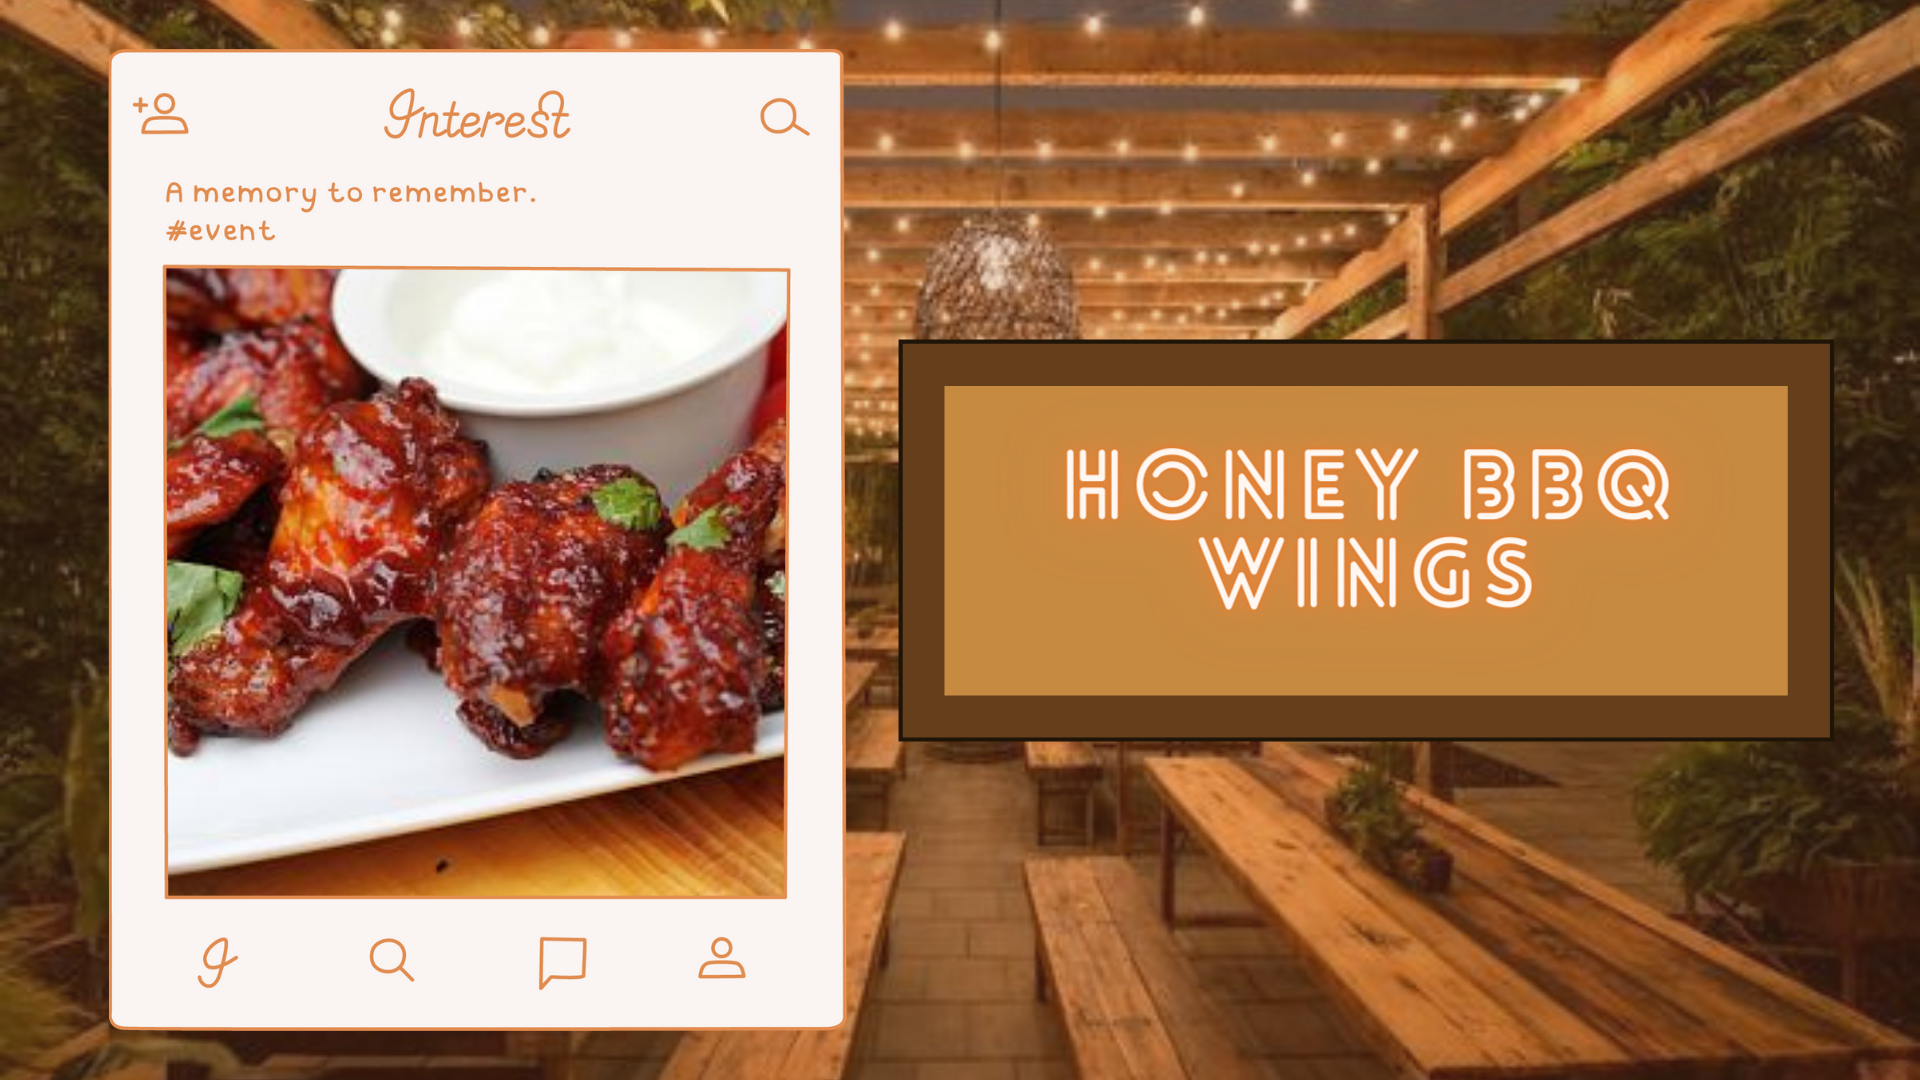 Interest
A memory to remember.
#event
HONEY BBQ
WINGS